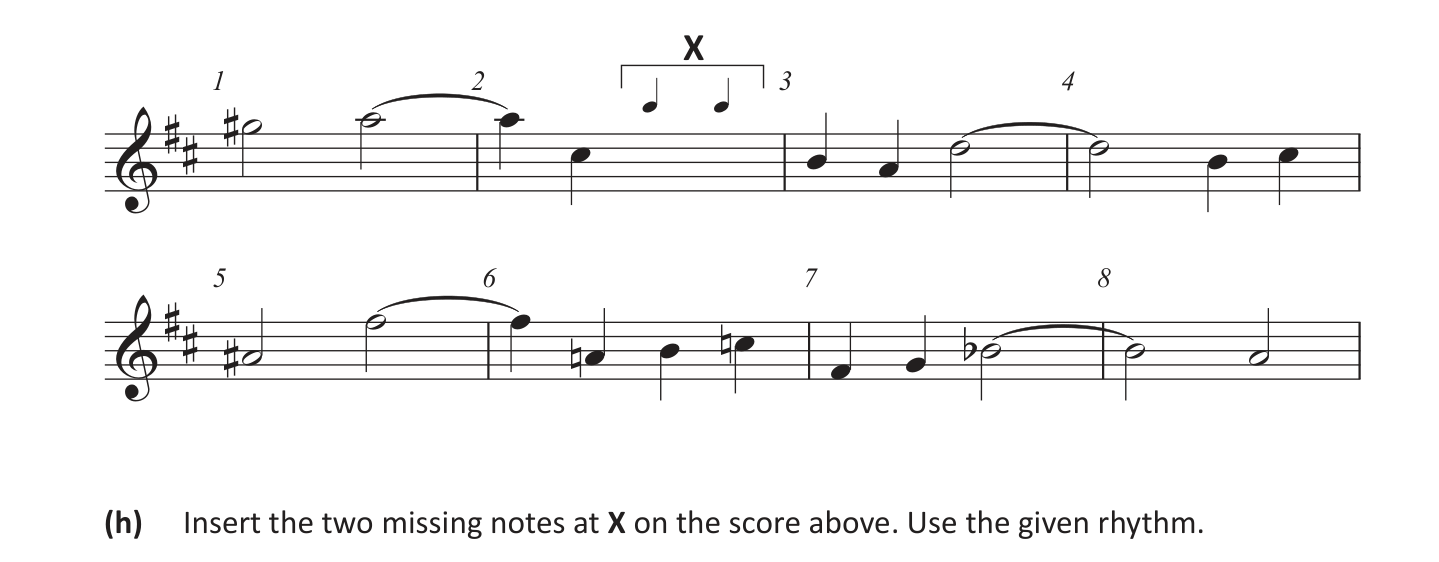 X
1 2 3 4
5 6 7 8
(h) Insert the two missing notes at X on the score above. Use the given rhythm.